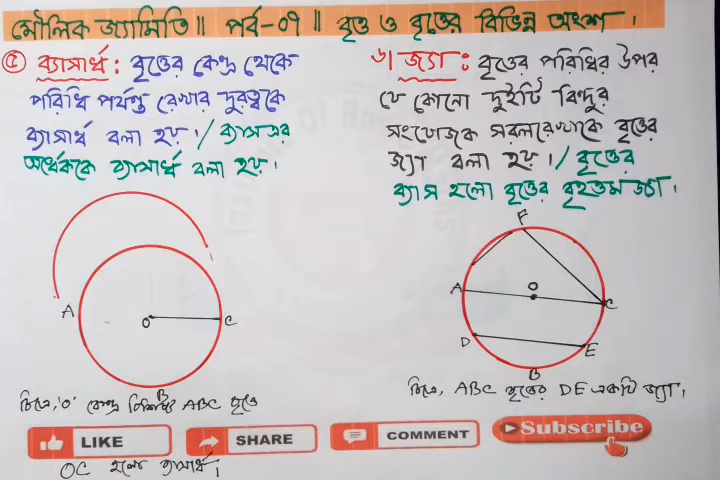 মৌলিক জ্যামিতি॥ পর্ব-০৭॥ বৃত্ত ও বৃত্তের বিভিন্ন অংশ।
৫ ব্যাসার্ধ: বৃত্তের কেন্দ্র থেকে
পরিধি পর্যন্ত রেখার দুরত্বকে
ব্যাসার্ধ বলা হয়। / ব্যাসের
অর্ধেককে ব্যাসার্ধ বলা হয়।
৬। জ্যা: বৃত্তের পরিধির উপর
যে কোনো দুইটি বিন্দুর
সংযোজক সরলরেখাকে বৃত্তের
জ্যা বলা হয়। / বৃত্তের
ব্যাস হলো বৃত্তের বৃহত্তম জ্যা।
A
O
C
B
চিত্রে, 'O' কেন্দ্র বিশিষ্ট ABC বৃত্তে
OC হলো ব্যাসার্ধ।
F
A
O
C
D
E
B
চিত্রে, ABC বৃত্তের DE একটি জ্যা।
LIKE
SHARE
COMMENT
Subscribe